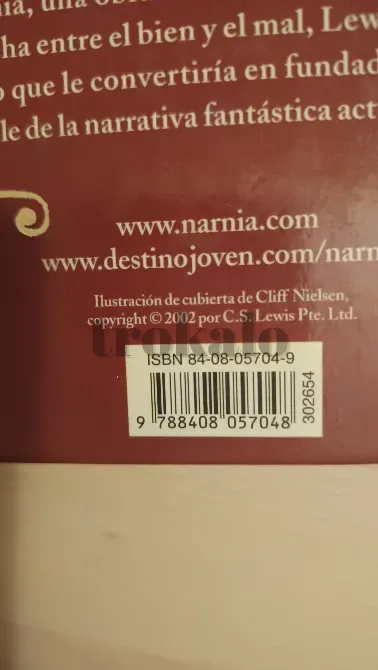 una
ha entre el bien y el mal, Lew
o que le convertiría en fundad
le de la narrativa fantástica act
www.narnia.com
www.destinojoven.com/narn
Ilustración de cubierta de Cliff Nielsen,
copyright © 2002 por C.S. Lewis Pte. Ltd.
trokalo
ISBN 84-08-05704-9
9 788408 057048
302654